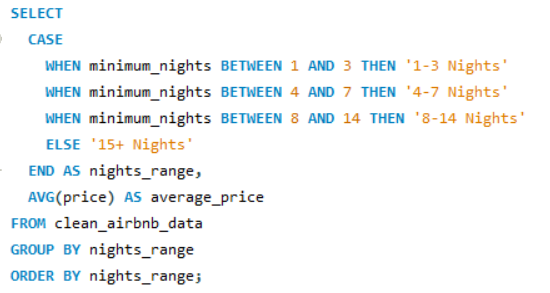 SELECT
CASE
WHEN minimum_nights BETWEEN 1 AND 3 THEN '1-3 Nights'
WHEN minimum_nights BETWEEN 4 AND 7 THEN '4-7 Nights'
WHEN minimum_nights BETWEEN 8 AND 14 THEN '8-14 Nights'
ELSE '15+ Nights'
END AS nights_range,
AVG(price) AS average_price
FROM clean_airbnb_data
GROUP BY nights_range
ORDER BY nights_range;